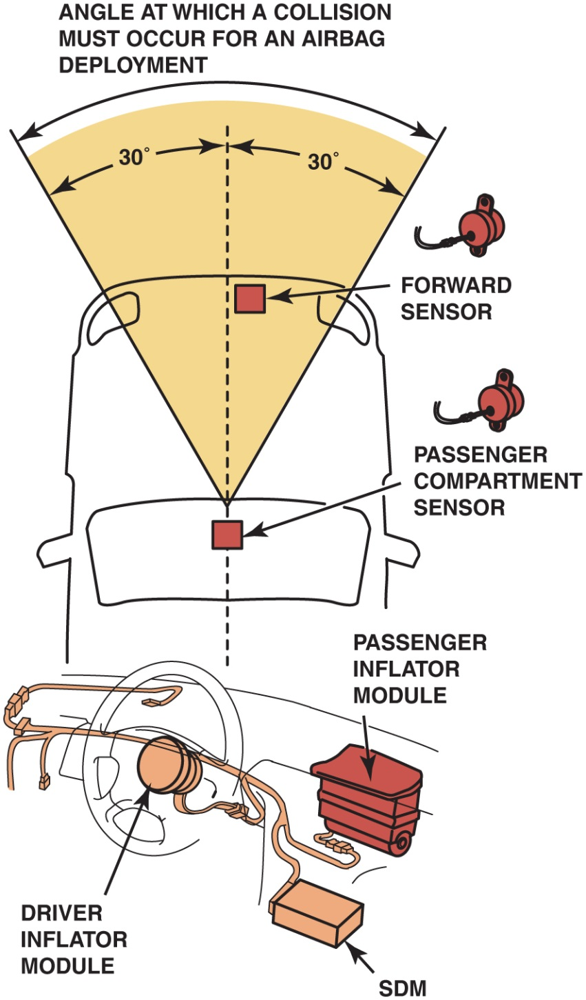 ANGLE AT WHICH A COLLISION
MUST OCCUR FOR AN AIRBAG
DEPLOYMENT
30°
30°
FORWARD
SENSOR
PASSENGER
COMPARTMENT
SENSOR
PASSENGER
INFLATOR
MODULE
DRIVER
INFLATOR
MODULE
SDM